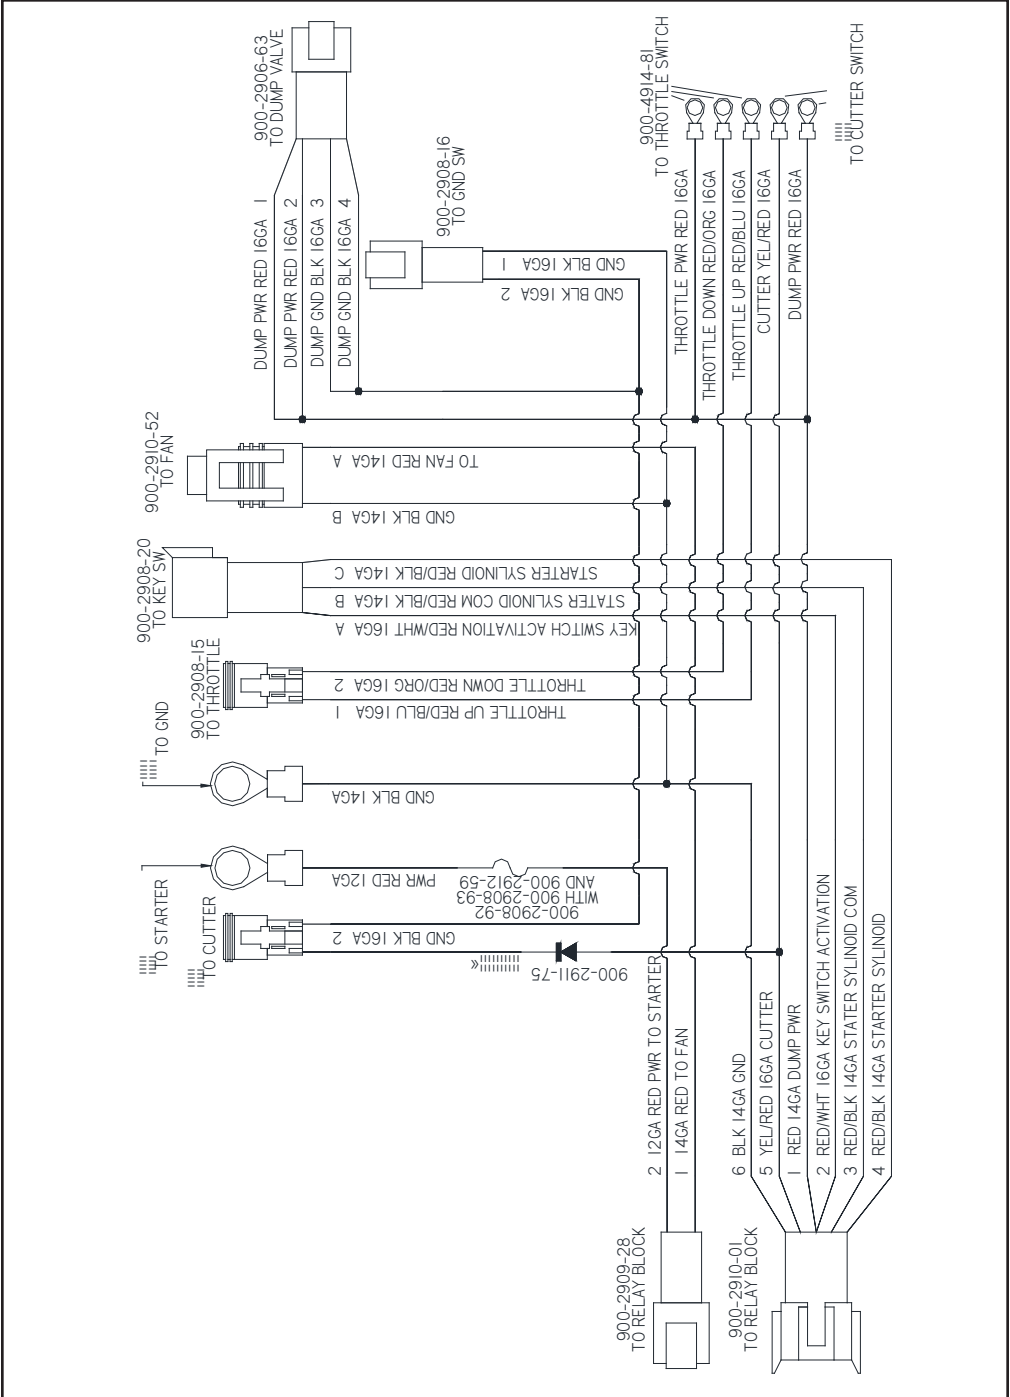 900-2906-63
TO DUMP VALVE
DUMP PWR RED 16GA 1
DUMP PWR RED 16GA 2
DUMP GND BLK 16GA 3
DUMP GND BLK 16GA 4
900-2908-16
TO GND SW
GND BLK 16GA 1
GND BLK 16GA 2
900-4914-81
TO THROTTLE SWITCH
TO CUTTER SWITCH
THROTTLE PWR RED 16GA
THROTTLE DOWN RED/ORG 16GA
THROTTLE UP RED/BLU 16GA
CUTTER YEL/RED 16GA
DUMP PWR RED 16GA
900-2910-52
TO FAN
TO FAN RED 14GA A
GND BLK 14GA B
900-2908-20
TO KEY SW
STARTER SYLINOID RED/BLK 14GA C
STATER SYLINOID COM RED/BLK 14GA B
KEY SWITCH ACTIVATION RED/WHT 16GA A
900-2908-15
TO THROTTLE
THROTTLE DOWN RED/ORG 16GA 2
THROTTLE UP RED/BLU 16GA 1
TO GND
GND BLK 14GA
TO STARTER
PWR RED 12GA
900-2908-92
WITH 900-2908-93
AND 900-2912-59
TO CUTTER
GND BLK 16GA 2
900-2911-75
2 12GA RED PWR TO STARTER
1 14GA RED TO FAN
6 BLK 14GA GND
5 YEL/RED 16GA CUTTER
1 RED 14GA DUMP PWR
2 RED/WHT 16GA KEY SWITCH ACTIVATION
3 RED/BLK 14GA STATER SYLINOID COM
4 RED/BLK 14GA STARTER SYLINOID
900-2909-28
TO RELAY BLOCK
900-2910-01
TO RELAY BLOCK